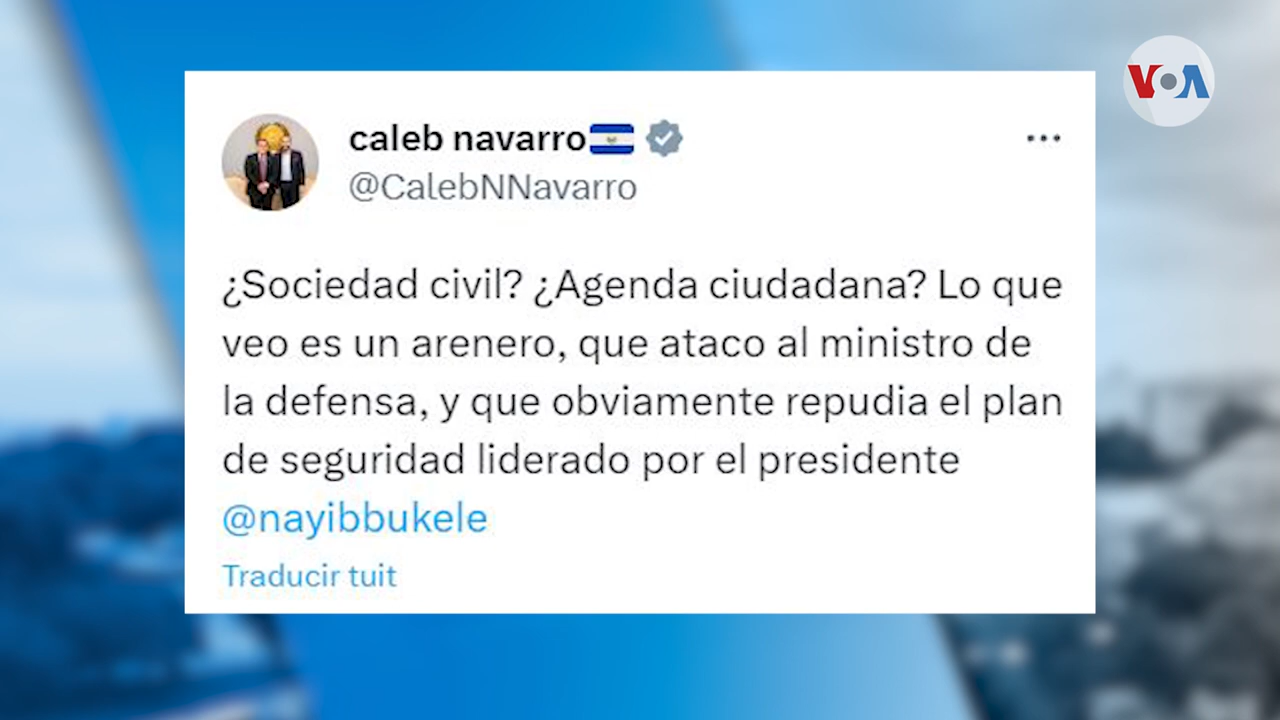 VOA
caleb navarro
@CalebNNavarro
¿Sociedad civil? ¿Agenda ciudadana? Lo que
veo es un arenero, que ataco al ministro de
la defensa, y que obviamente repudia el plan
de seguridad liderado por el presidente
@nayibbukele
Traducir tuit